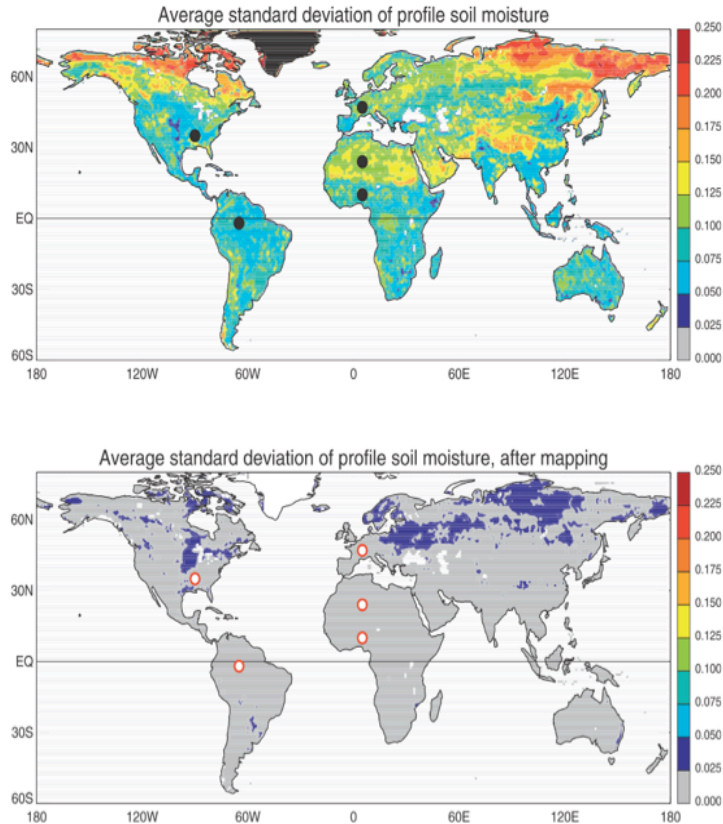 Average standard deviation of profile soil moisture
60N
30N
EQ
30S
60S
180 120W 60W 0 60E 120E 180
0.250
0.225
0.200
0.175
0.150
0.125
0.100
0.075
0.050
0.025
0.000
Average standard deviation of profile soil moisture, after mapping
60N
30N
EQ
30S
60S
180 120W 60W 0 60E 120E 180
0.250
0.225
0.200
0.175
0.150
0.125
0.100
0.075
0.050
0.025
0.000